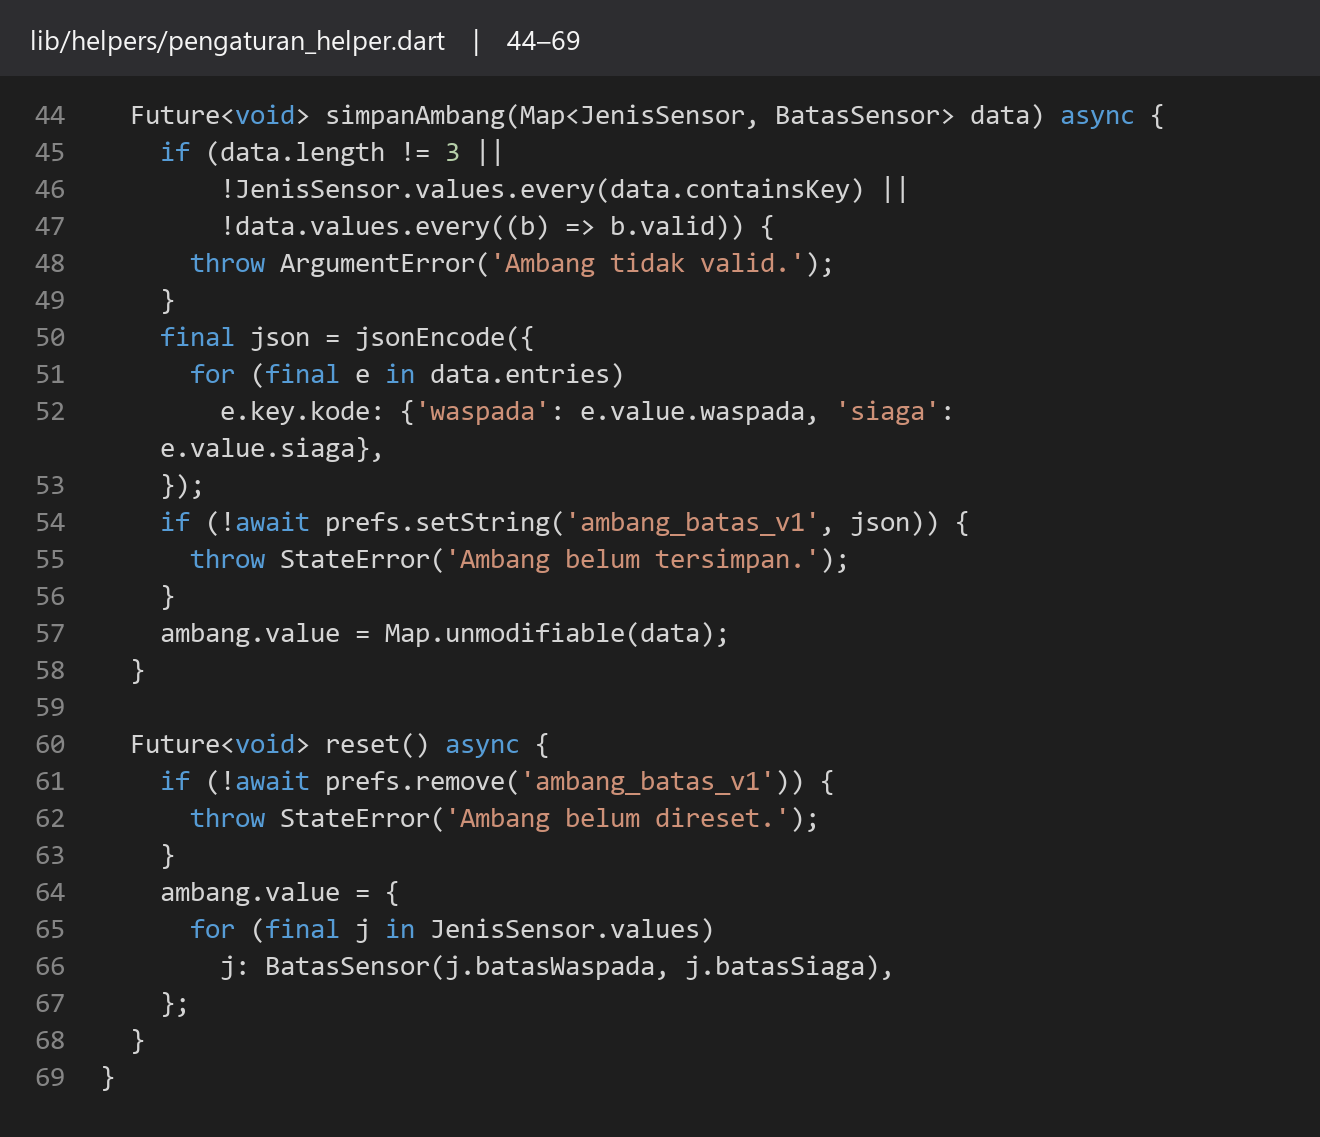 lib/helpers/pengaturan_helper.dart | 44–69
44 Future<void> simpanAmbang(Map<JenisSensor, BatasSensor> data) async {
45 if (data.length != 3 ||
46 !JenisSensor.values.every(data.containsKey) ||
47 !data.values.every((b) => b.valid)) {
48 throw ArgumentError('Ambang tidak valid.');
49 }
50 final json = jsonEncode({
51 for (final e in data.entries)
52 e.key.kode: {'waspada': e.value.waspada, 'siaga':
e.value.siaga},
53 });
54 if (!await prefs.setString('ambang_batas_v1', json)) {
55 throw StateError('Ambang belum tersimpan.');
56 }
57 ambang.value = Map.unmodifiable(data);
58 }
59
60 Future<void> reset() async {
61 if (!await prefs.remove('ambang_batas_v1')) {
62 throw StateError('Ambang belum direset.');
63 }
64 ambang.value = {
65 for (final j in JenisSensor.values)
66 j: BatasSensor(j.batasWaspada, j.batasSiaga),
67 };
68 }
69 }